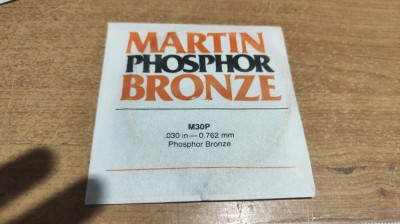 MARTIN
PHOSPHOR
BRONZE
M30P
.030 in—0.762 mm
Phosphor Bronze